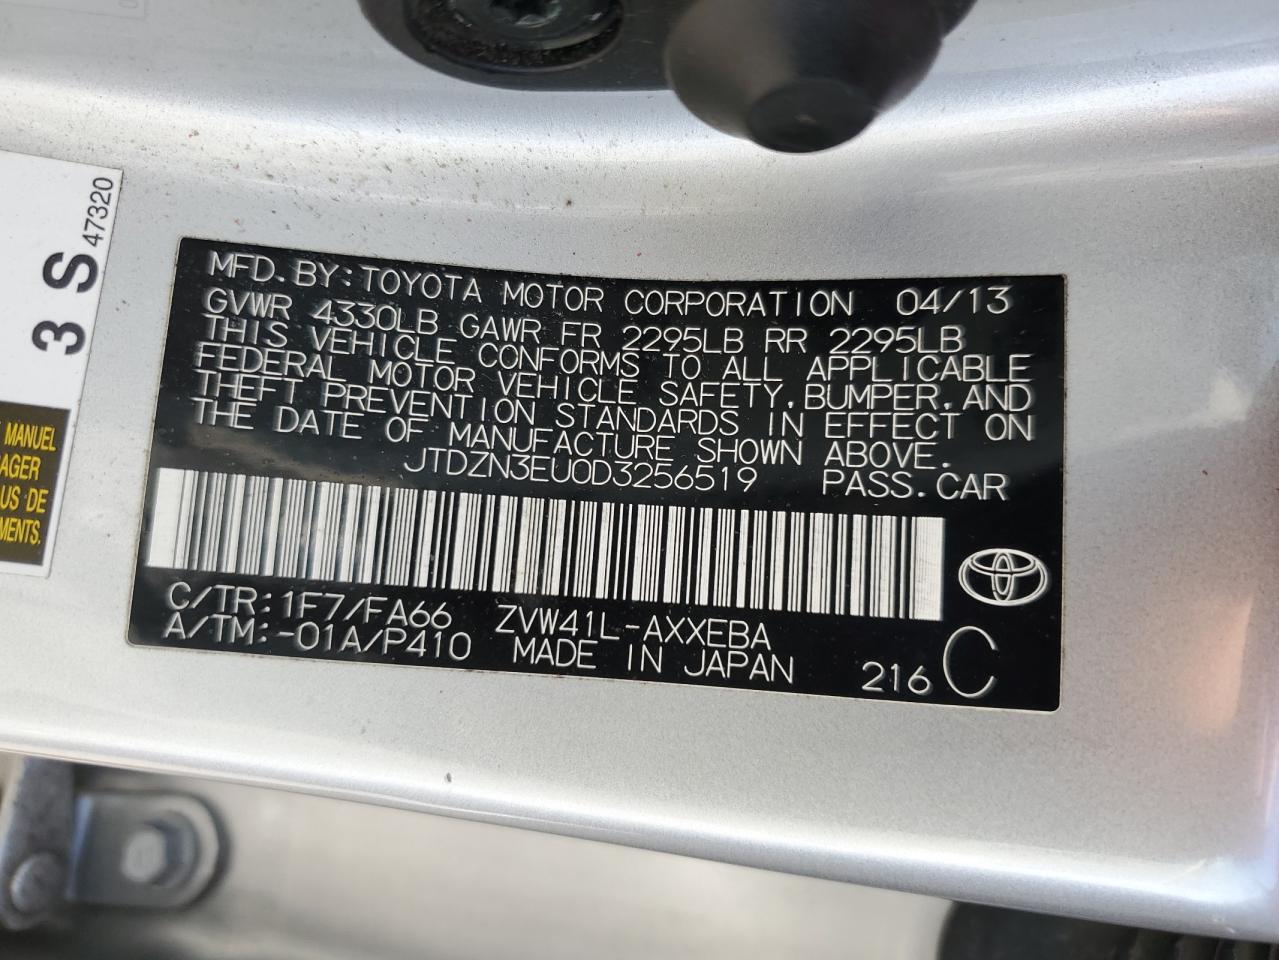 47320
3 S
MANUEL
AGER
US DE
MENTS.
MFD. BY: TOYOTA MOTOR CORPORATION 04/13
GVWR 4330LB GAWR FR 2295LB RR 2295LB
THIS VEHICLE CONFORMS TO ALL APPLICABLE
FEDERAL MOTOR VEHICLE SAFETY, BUMPER, AND
THEFT PREVENTION STANDARDS IN EFFECT ON
THE DATE OF MANUFACTURE SHOWN ABOVE.
JTDZN3EU0D3256519 PASS. CAR
C/TR: 1F7/FA66 ZVW41L-AXXEBA
A/TM: -01A/P410 MADE IN JAPAN 216 C